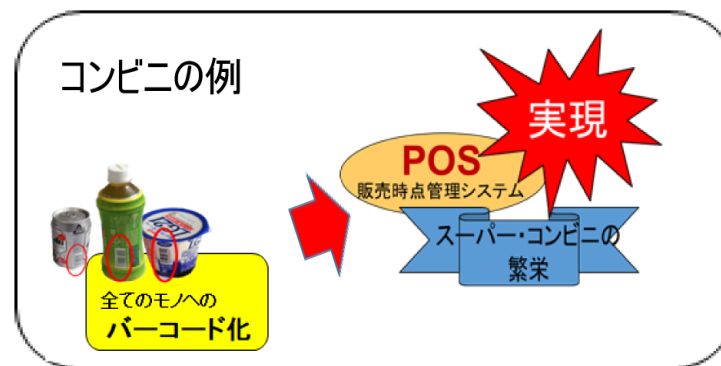 コンビニの例
実現
POS
販売時点管理システム
スーパー・コンビニの
繁栄
全てのモノへの
バーコード化